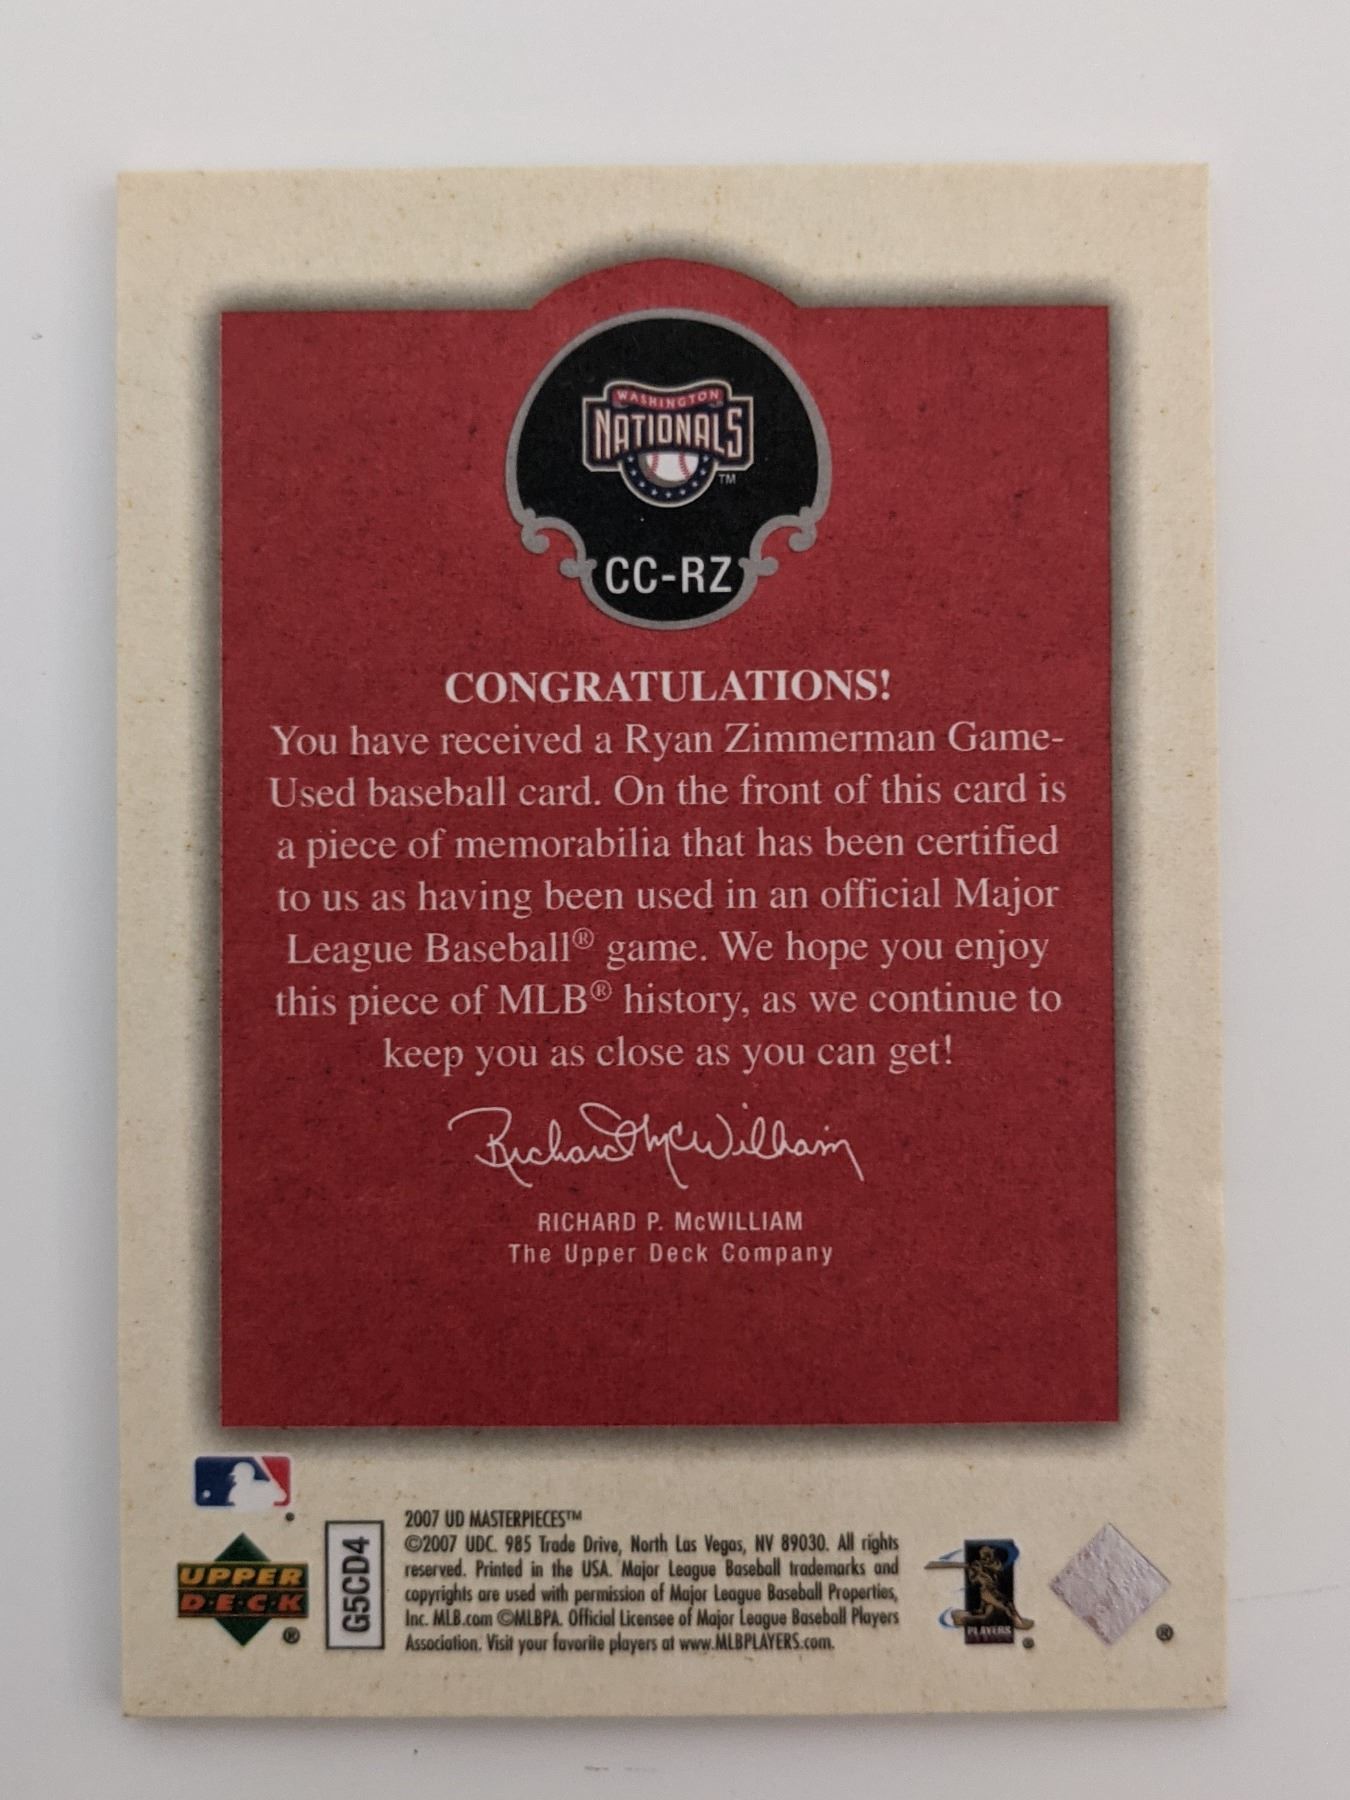 WASHINGTON
NATIONALS
TM
CC-RZ
CONGRATULATIONS!
You have received a Ryan Zimmerman Game-
Used baseball card. On the front of this card is
a piece of memorabilia that has been certified
to us as having been used in an official Major
League Baseball® game. We hope you enjoy
this piece of MLB® history, as we continue to
keep you as close as you can get!
Richard McWilliam
RICHARD P. McWILLIAM
The Upper Deck Company
UPPER
D·E·C·K
®
G5CD4
2007 UD MASTERPIECES™
©2007 UDC. 985 Trade Drive, North Las Vegas, NV 89030. All rights
reserved. Printed in the USA. Major League Baseball trademarks and
copyrights are used with permission of Major League Baseball Properties,
Inc. MLB.com ©MLBPA. Official Licensee of Major League Baseball Players
Association. Visit your favorite players at www.MLBPLAYERS.com.
PLAYERS
®
®